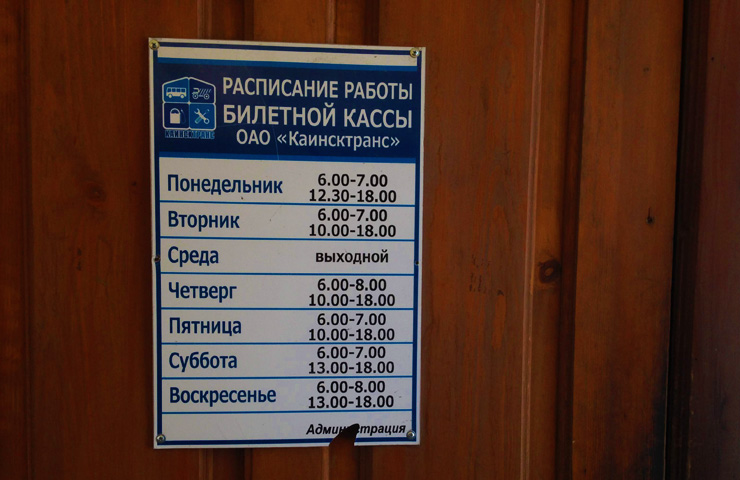 РАСПИСАНИЕ РАБОТЫ
БИЛЕТНОЙ КАССЫ
ОАО «Каинсктранс»
КАИНСКТРАНС
Понедельник 6.00-7.00
12.30-18.00
Вторник 6.00-7.00
10.00-18.00
Среда выходной
Четверг 6.00-8.00
10.00-18.00
Пятница 6.00-7.00
10.00-18.00
Суббота 6.00-7.00
13.00-18.00
Воскресенье 6.00-8.00
13.00-18.00
Администрация